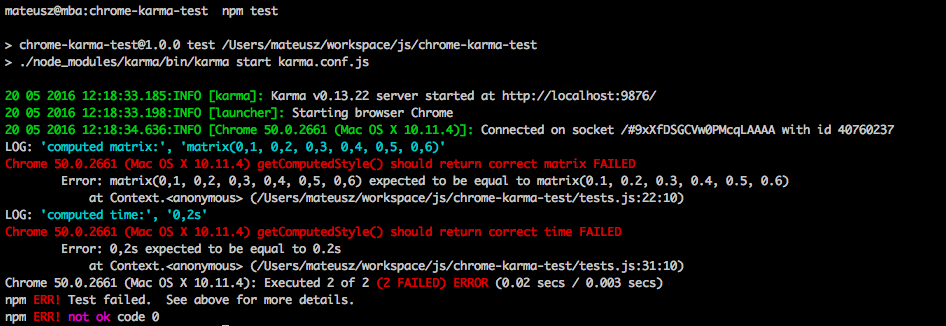 mateusz@mba:chrome-karma-test  npm test
> chrome-karma-test@1.0.0 test /Users/mateusz/workspace/js/chrome-karma-test
> ./node_modules/karma/bin/karma start karma.conf.js
20 05 2016 12:18:33.185:INFO [karma]: Karma v0.13.22 server started at http://localhost:9876/
20 05 2016 12:18:33.198:INFO [launcher]: Starting browser Chrome
20 05 2016 12:18:34.636:INFO [Chrome 50.0.2661 (Mac OS X 10.11.4)]: Connected on socket /#9xXfDSGCVw0PMcqLAAAA with id 40760237
LOG: 'computed matrix:', 'matrix(0,1, 0,2, 0,3, 0,4, 0,5, 0,6)'
Chrome 50.0.2661 (Mac OS X 10.11.4) getComputedStyle() should return correct matrix FAILED
Error: matrix(0,1, 0,2, 0,3, 0,4, 0,5, 0,6) expected to be equal to matrix(0.1, 0.2, 0.3, 0.4, 0.5, 0.6)
at Context.<anonymous> (/Users/mateusz/workspace/js/chrome-karma-test/tests.js:22:10)
LOG: 'computed time:', '0,2s'
Chrome 50.0.2661 (Mac OS X 10.11.4) getComputedStyle() should return correct time FAILED
Error: 0,2s expected to be equal to 0.2s
at Context.<anonymous> (/Users/mateusz/workspace/js/chrome-karma-test/tests.js:31:10)
Chrome 50.0.2661 (Mac OS X 10.11.4): Executed 2 of 2 (2 FAILED) ERROR (0.02 secs / 0.003 secs)
npm ERR! Test failed.  See above for more details.
npm ERR! not ok code 0